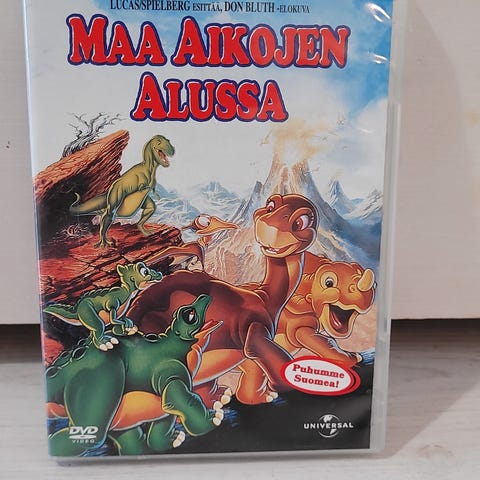 LUCAS/SPIELBERG ESITTÄÄ, DON BLUTH -ELOKUVA
MAA AIKOJEN
ALUSSA
Puhumme
Suomea!
DVD
VIDEO
UNIVERSAL